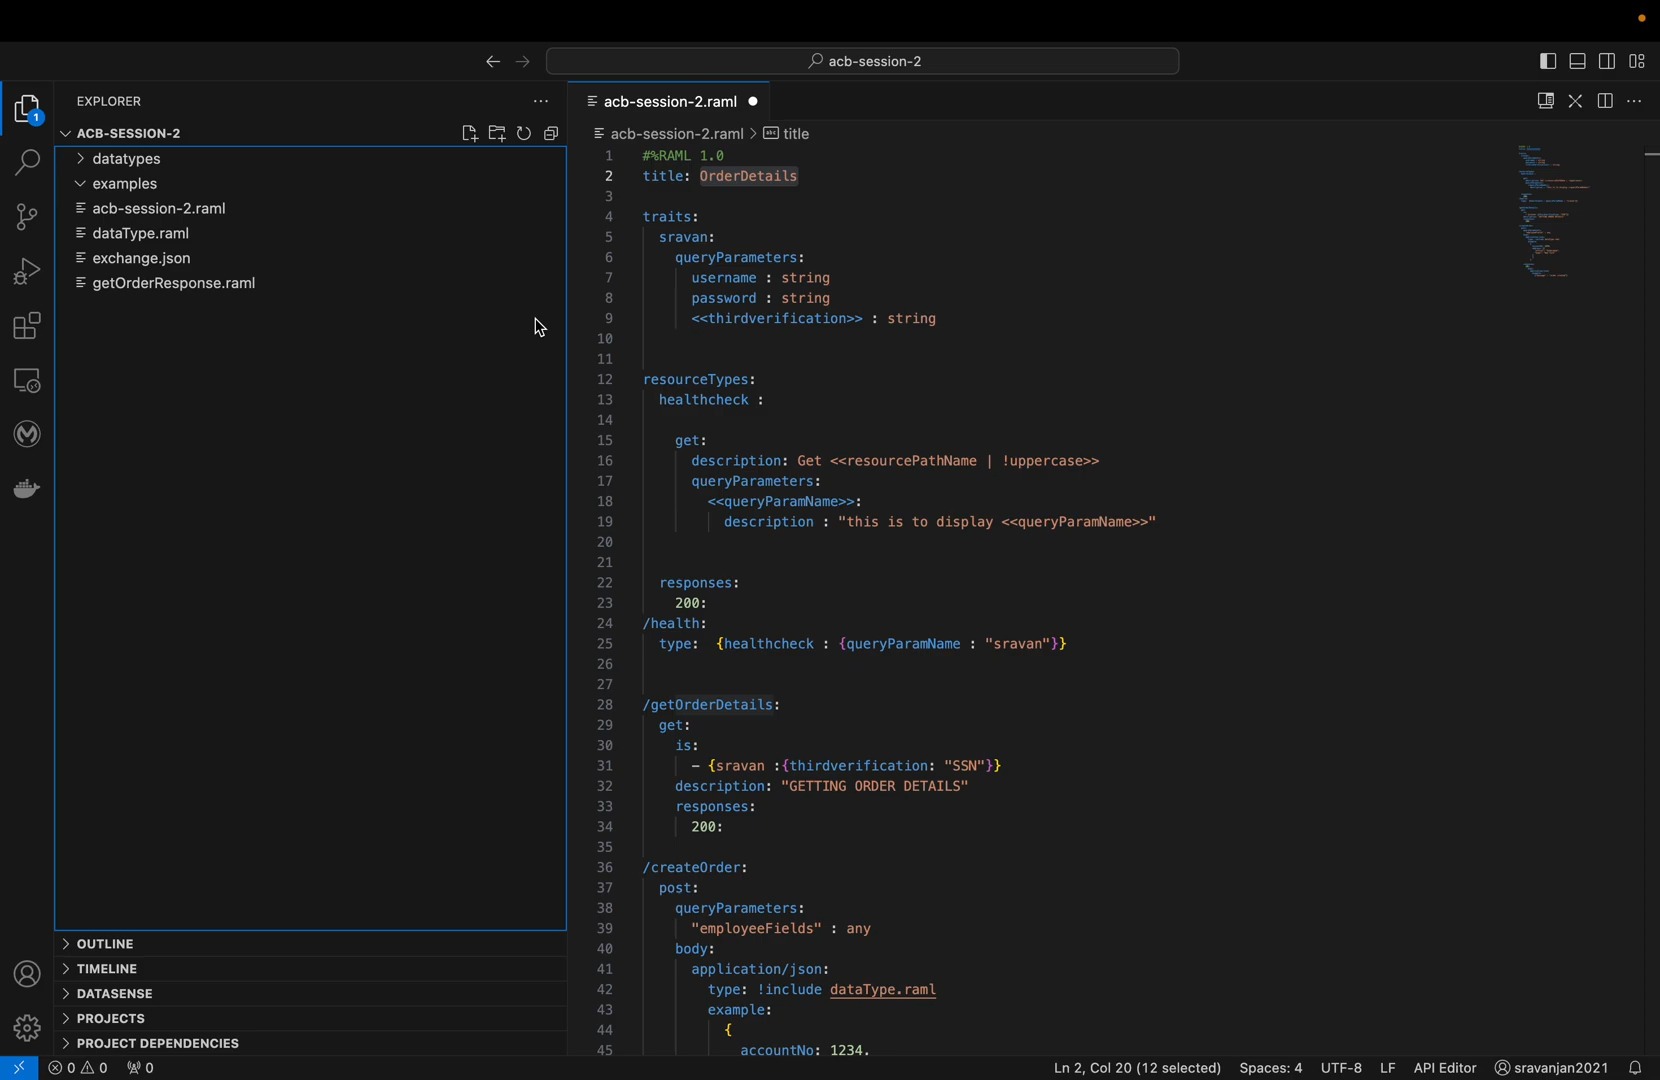 acb-session-2
EXPLORER
ACB-SESSION-2
datatypes
examples
acb-session-2.raml
dataType.raml
exchange.json
getOrderResponse.raml
OUTLINE
TIMELINE
DATASENSE
PROJECTS
PROJECT DEPENDENCIES
1
acb-session-2.raml
acb-session-2.raml > title
1 #%RAML 1.0
2 title: OrderDetails
3
4 traits:
5 sravan:
6 queryParameters:
7 username : string
8 password : string
9 <<thirdverification>> : string
10
11
12 resourceTypes:
13 healthcheck :
14
15 get:
16 description: Get <<resourcePathName | !uppercase>>
17 queryParameters:
18 <<queryParamName>>:
19 description : "this is to display <<queryParamName>>"
20
21
22 responses:
23 200:
24 /health:
25 type: {healthcheck : {queryParamName : "sravan"}}
26
27
28 /getOrderDetails:
29 get:
30 is:
31 - {sravan :{thirdverification: "SSN"}}
32 description: "GETTING ORDER DETAILS"
33 responses:
34 200:
35
36 /createOrder:
37 post:
38 queryParameters:
39 "employeeFields" : any
40 body:
41 application/json:
42 type: !include dataType.raml
43 example:
44 {
45 accountNo: 1234,
0 0 0
Ln 2, Col 20 (12 selected) Spaces: 4 UTF-8 LF API Editor sravanjan2021